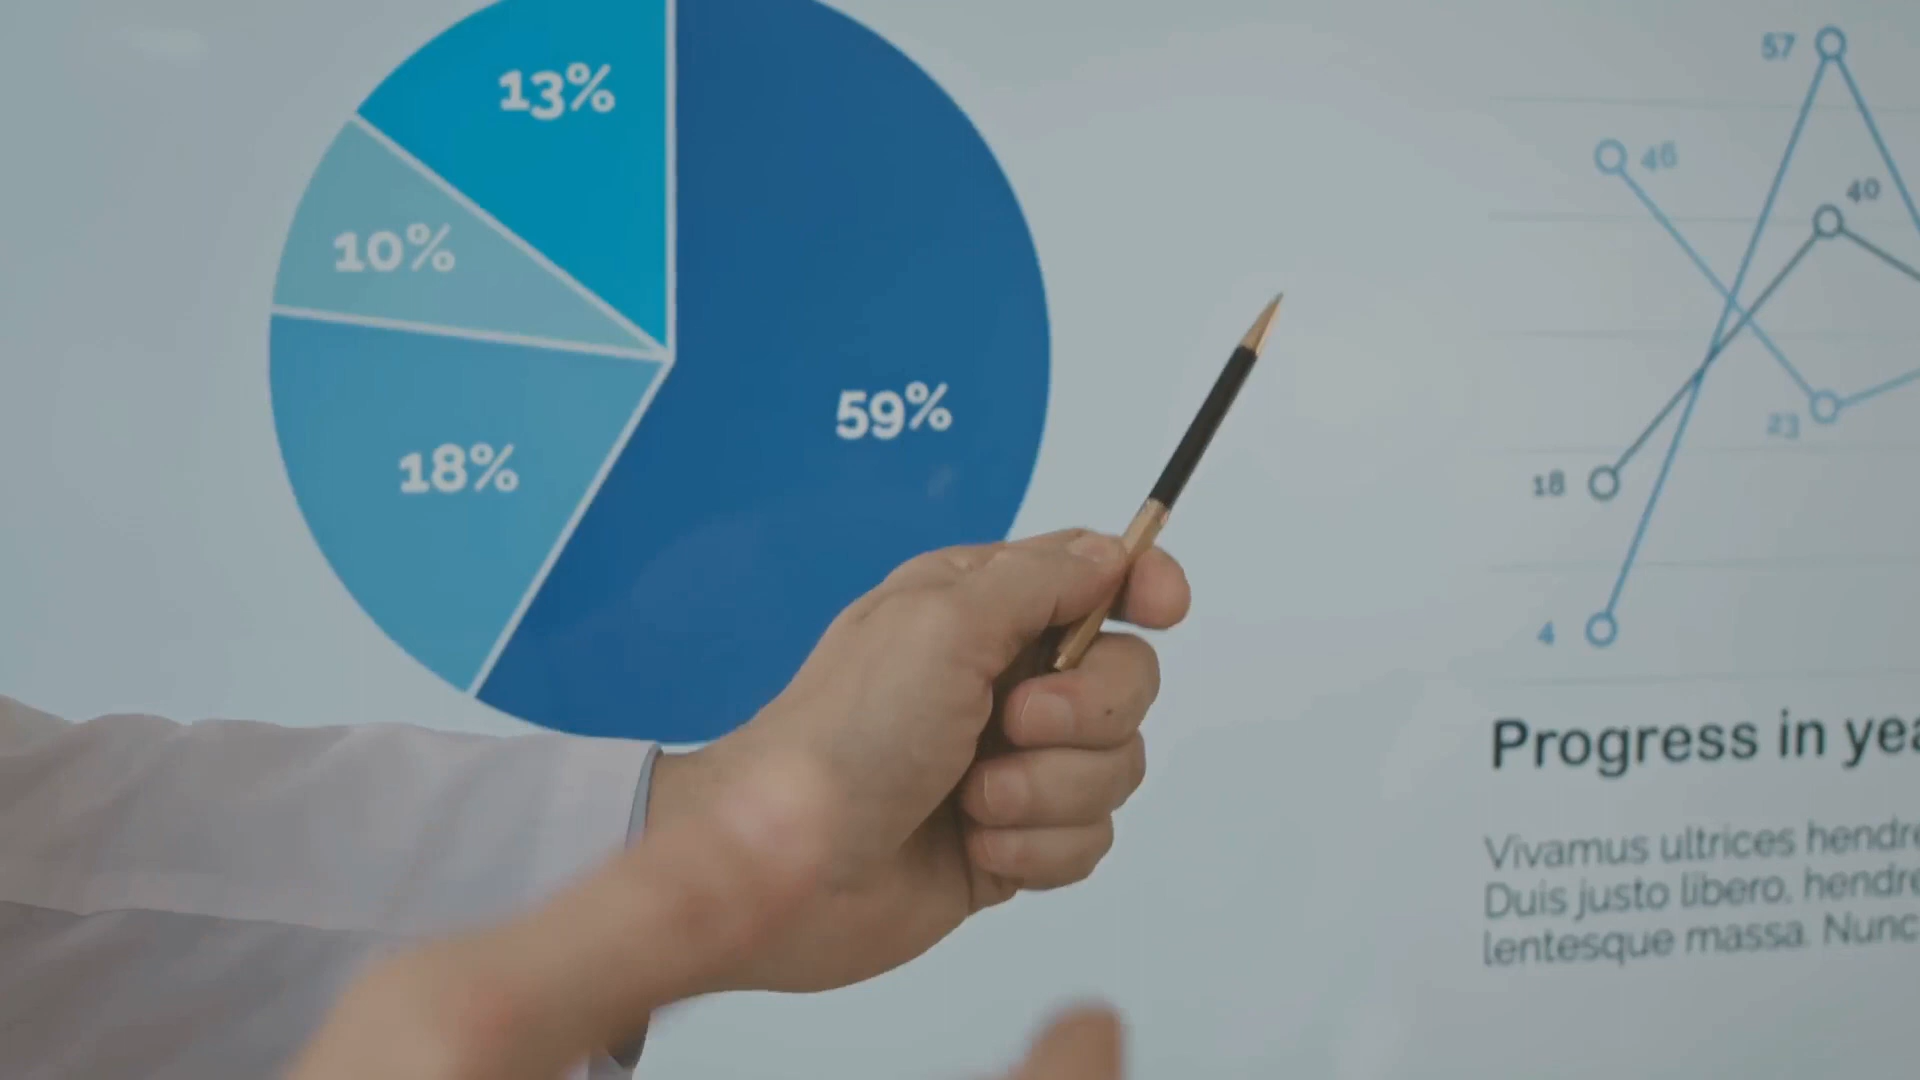 13%
10%
18%
59%
57
46
40
23
18
4
Progress in yea
Vivamus ultrices hendre
Duis justo libero, hendre
lentesque massa. Nunc